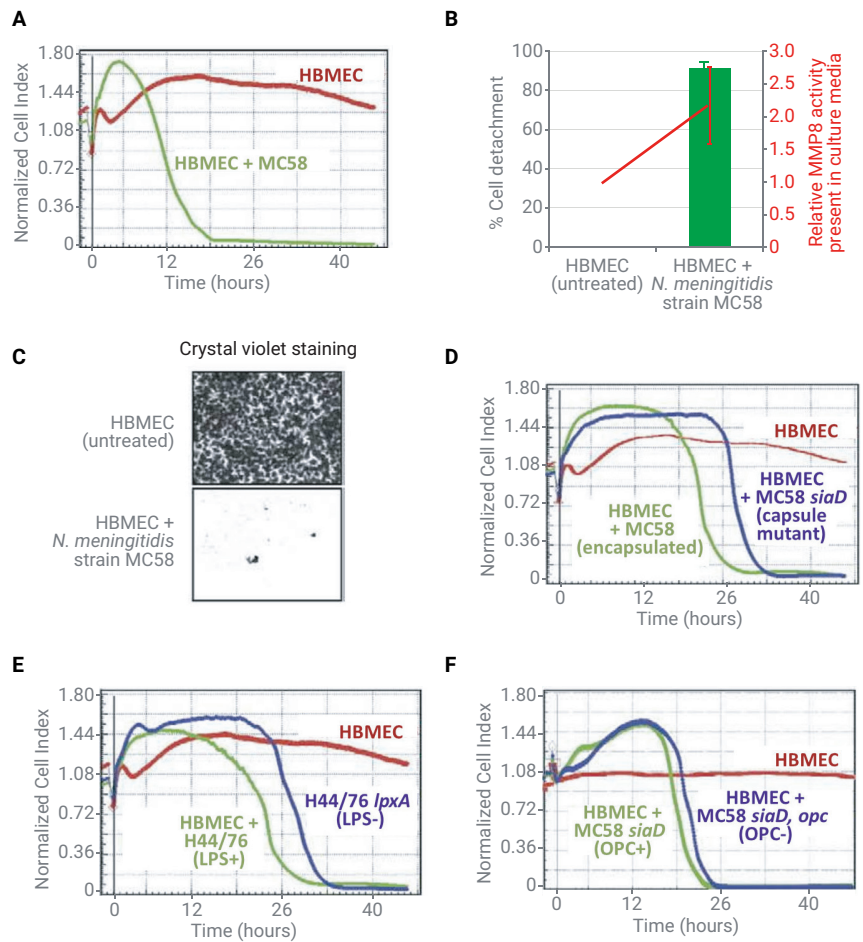 A
Normalized Cell Index
1.80
1.44
1.08
0.72
0.36
0
HBMEC
HBMEC + MC58
0 12 26 40
Time (hours)
B
% Cell detachment
100
80
60
40
20
0
3.0
2.5
2.0
1.5
1.0
0.5
0
Relative MMP8 activity
present in culture media
HBMEC
(untreated)
HBMEC +
N. meningitidis
strain MC58
C
Crystal violet staining
HBMEC
(untreated)
HBMEC +
N. meningitidis
strain MC58
D
Normalized Cell Index
1.80
1.44
1.08
0.72
0.36
0
HBMEC
HBMEC
+ MC58
(encapsulated)
HBMEC
+ MC58 siaD
(capsule
mutant)
0 12 26 40
Time (hours)
E
Normalized Cell Index
1.80
1.44
1.08
0.72
0.36
0
HBMEC
HBMEC +
H44/76
(LPS+)
H44/76 lpxA
(LPS-)
0 12 26 40
Time (hours)
F
Normalized Cell Index
1.80
1.44
1.08
0.72
0.36
0
HBMEC
HBMEC +
MC58 siaD
(OPC+)
HBMEC +
MC58 siaD, opc
(OPC-)
0 12 26 40
Time (hours)